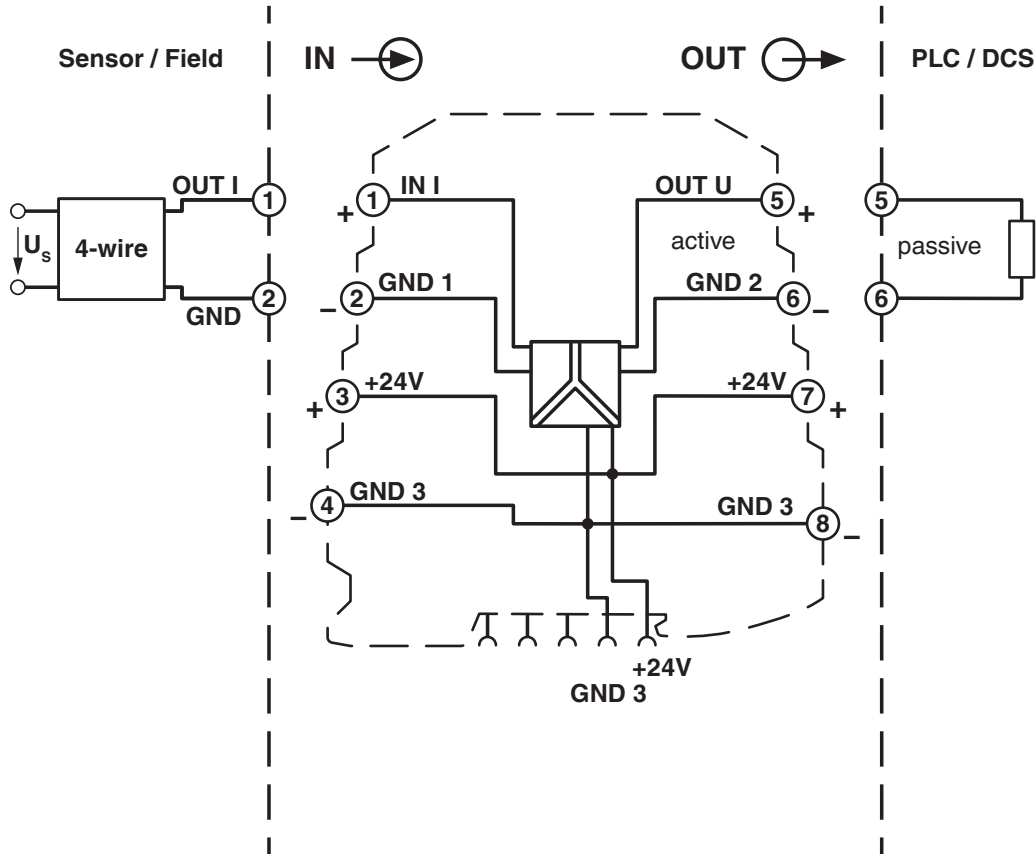 Sensor / Field IN OUT PLC / DCS
OUT I 1 1 IN I OUT U 5 5
+ +
U_S 4-wire active passive
GND 2 2 GND 1 GND 2 6 6
– –
3 +24V +24V 7
+ +
4 GND 3 GND 3 8
– –
+24V
GND 3